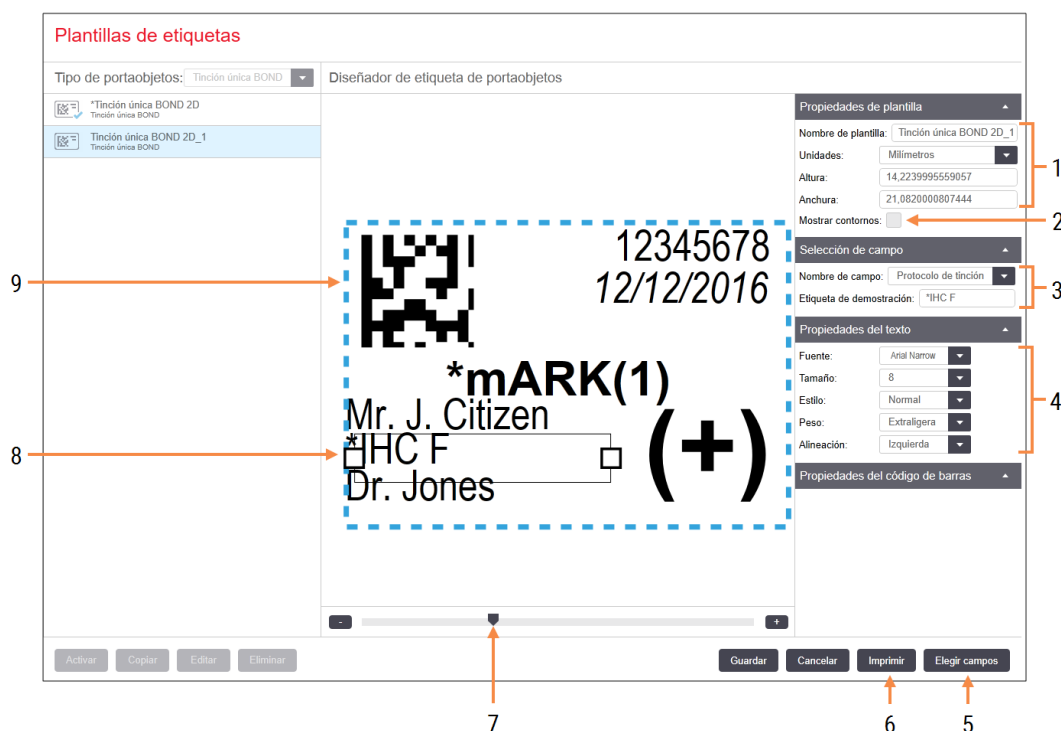 Plantillas de etiquetas
Tipo de portaobjetos: Tinción única BOND
Diseñador de etiqueta de portaobjetos
*Tinción única BOND 2D
Tinción única BOND
Tinción única BOND 2D_1
Tinción única BOND
12345678
12/12/2016
*mARK(1)
Mr. J. Citizen
*IHC F
(+)
Dr. Jones
Propiedades de plantilla
Nombre de plantilla: Tinción única BOND 2D_1
Unidades: Milímetros
Altura: 14,2239995559057
Anchura: 21,0820000807444
Mostrar contornos:
Selección de campo
Nombre de campo: Protocolo de tinción
Etiqueta de demostración: *IHC F
Propiedades del texto
Fuente: Arial Narrow
Tamaño: 8
Estilo: Normal
Peso: Extraligera
Alineación: Izquierda
Propiedades del código de barras
- +
Activar Copiar Editar Eliminar Guardar Cancelar Imprimir Elegir campos
1
2
3
4
5
6
7
8
9